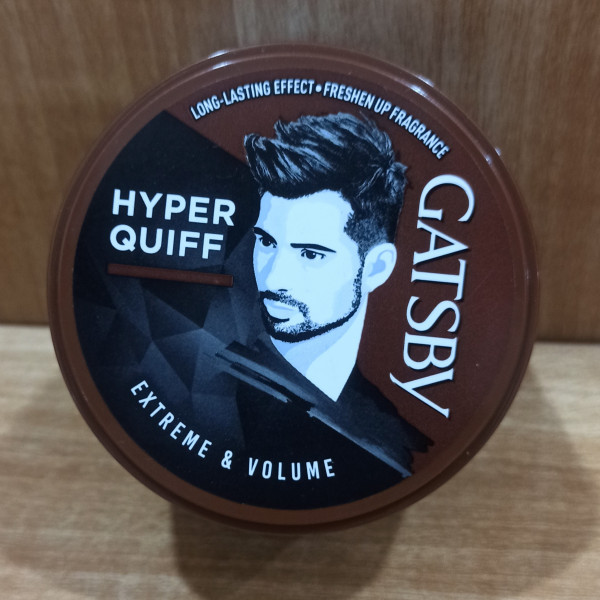 LONG-LASTING EFFECT • FRESHEN UP FRAGRANCE
HYPER
QUIFF
GATSBY
EXTREME & VOLUME